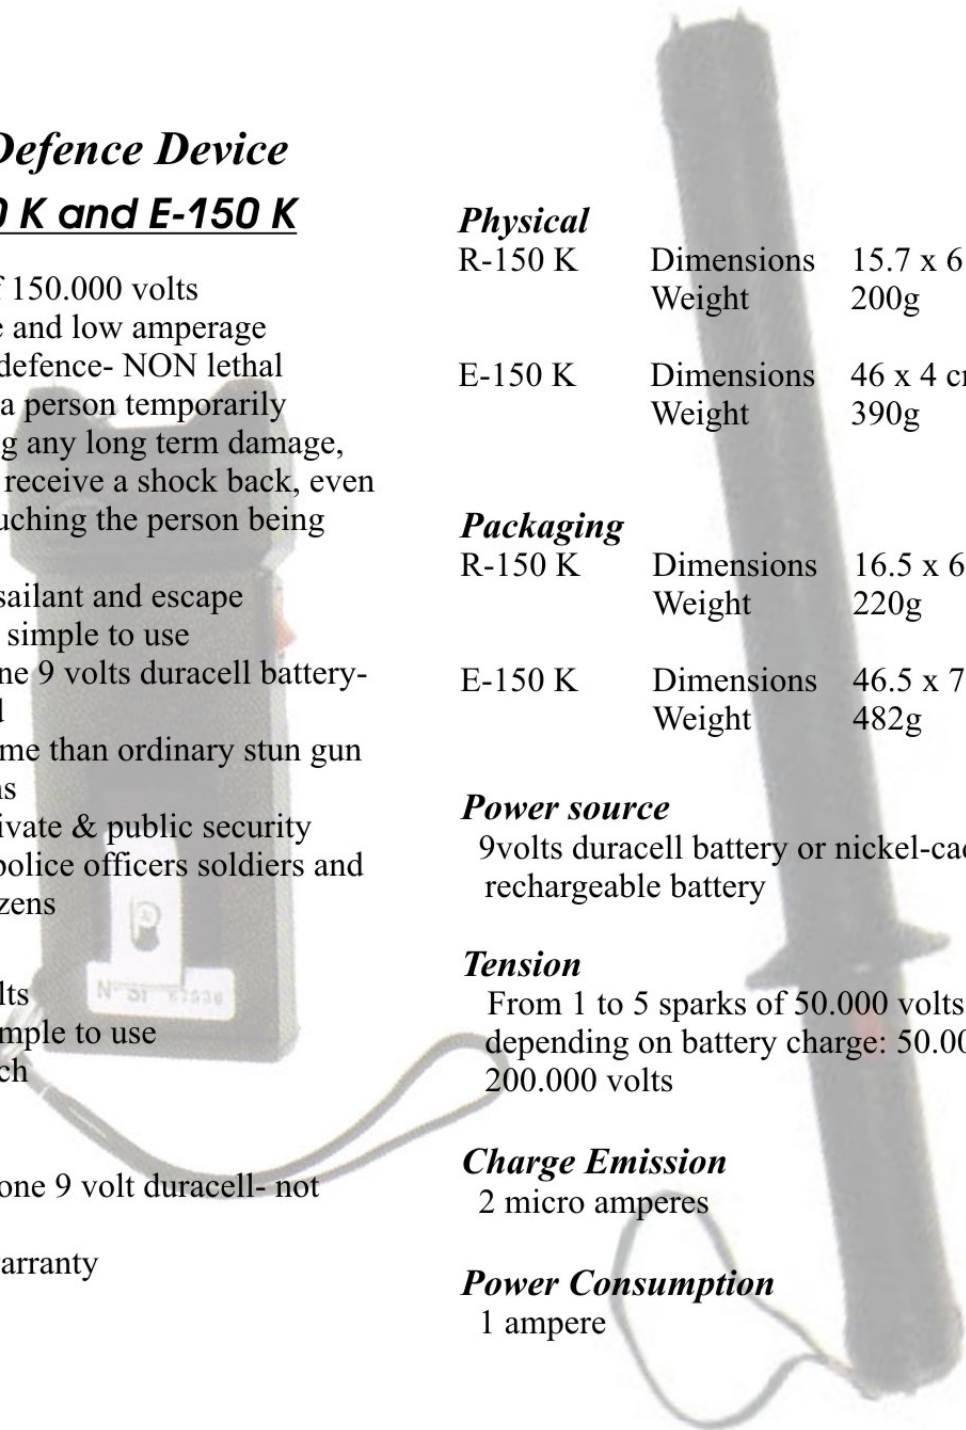 Defence Device
0 K and E-150 K
f 150.000 volts
e and low amperage
defence- NON lethal
a person temporarily
g any long term damage,
receive a shock back, even
uching the person being
sailant and escape
simple to use
ne 9 volts duracell battery-
d
me than ordinary stun gun
ns
ivate & public security
police officers soldiers and
zens
lts
mple to use
ch
one 9 volt duracell- not
arranty
P
N° SI
Physical
R-150 K Dimensions 15.7 x 6
Weight 200g
E-150 K Dimensions 46 x 4 cm
Weight 390g
Packaging
R-150 K Dimensions 16.5 x 6
Weight 220g
E-150 K Dimensions 46.5 x 7
Weight 482g
Power source
9volts duracell battery or nickel-cad
rechargeable battery
Tension
From 1 to 5 sparks of 50.000 volts
depending on battery charge: 50.00
200.000 volts
Charge Emission
2 micro amperes
Power Consumption
1 ampere